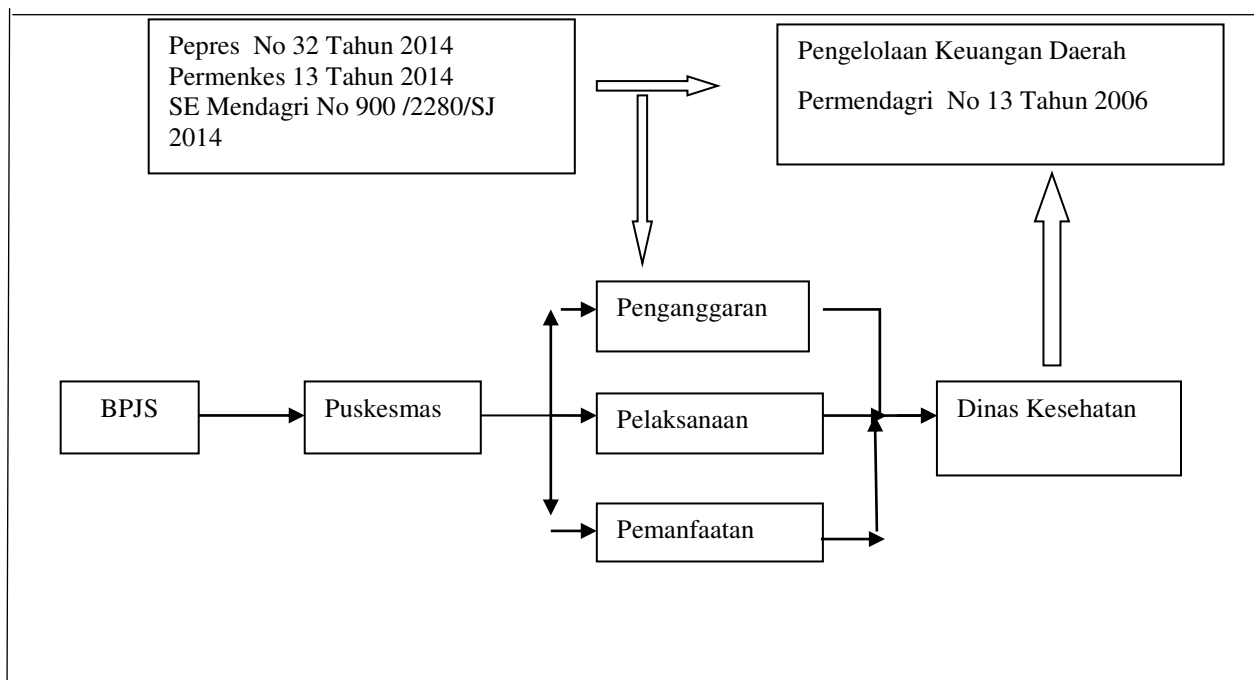 Pepres No 32 Tahun 2014
Permenkes 13 Tahun 2014
SE Mendagri No 900 /2280/SJ
2014
Pengelolaan Keuangan Daerah
Permendagri No 13 Tahun 2006
Penganggaran
BPJS
Puskesmas
Pelaksanaan
Dinas Kesehatan
Pemanfaatan